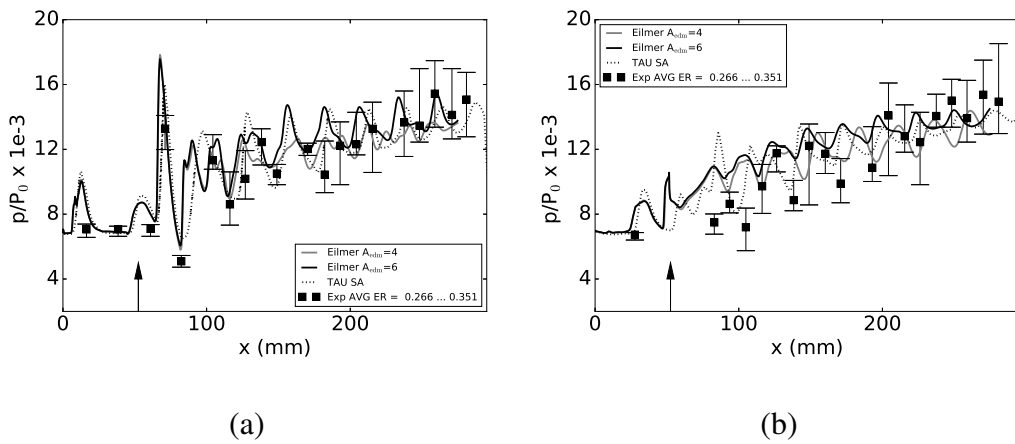 20
16
12
8
4
p/P₀ x 1e-3
0 100 200
x (mm)
Eilmer Aedm=4
Eilmer Aedm=6
TAU SA
Exp AVG ER = 0.266 ... 0.351
(a)
20
16
12
8
4
p/P₀ x 1e-3
0 100 200
x (mm)
Eilmer Aedm=4
Eilmer Aedm=6
TAU SA
Exp AVG ER = 0.266 ... 0.351
(b)